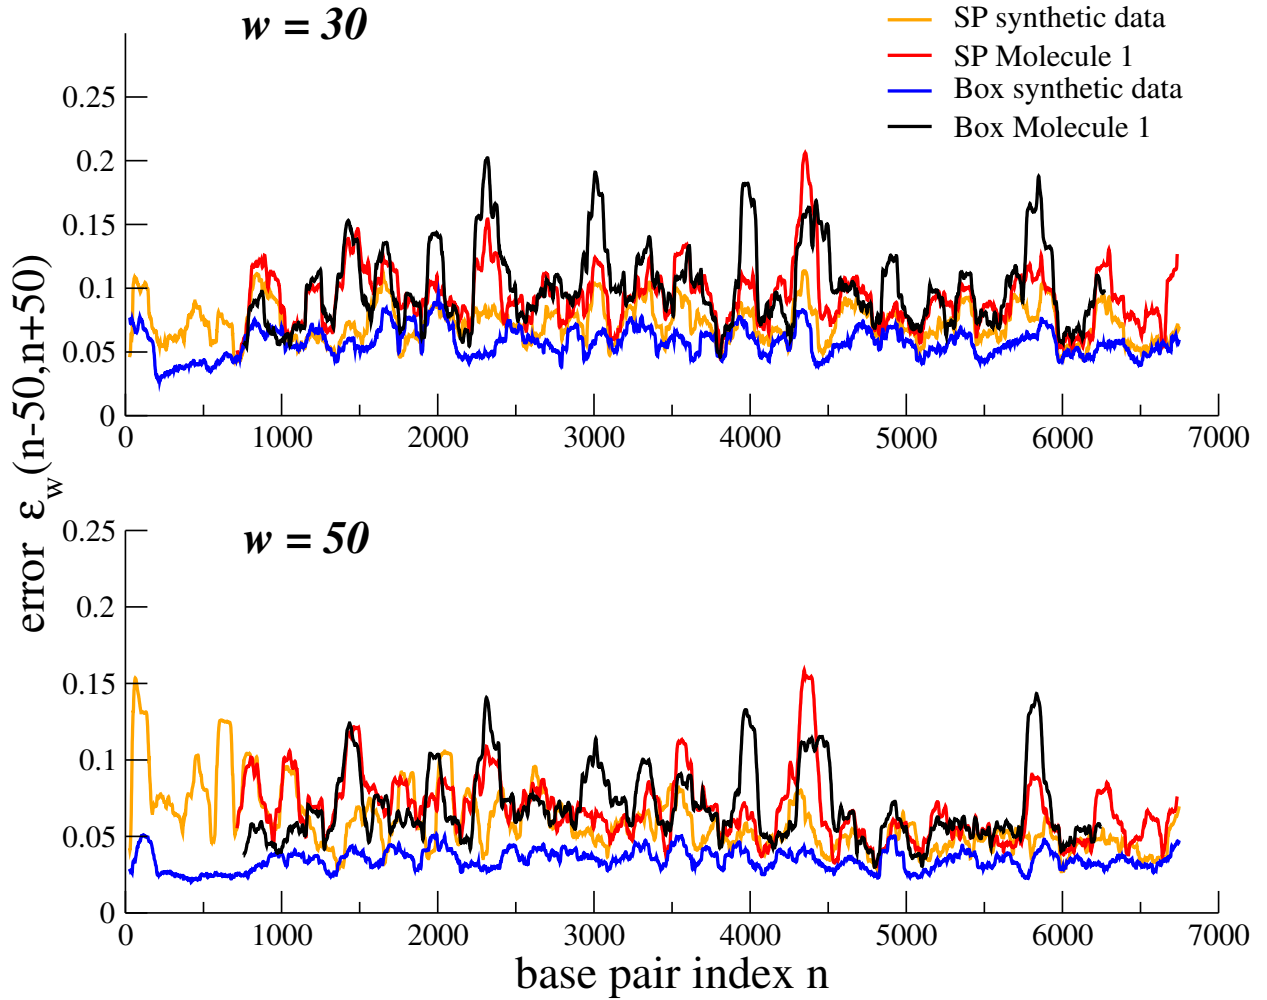 w = 30
SP synthetic data
SP Molecule 1
Box synthetic data
Box Molecule 1
0.25
0.2
0.15
0.1
0.05
0
0 1000 2000 3000 4000 5000 6000 7000
error ε_w(n-50,n+50)
w = 50
0.25
0.2
0.15
0.1
0.05
0
0 1000 2000 3000 4000 5000 6000 7000
base pair index n